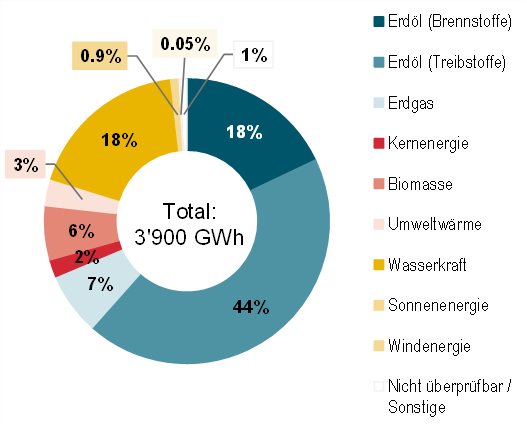 0.05%
0.9%
1%
18%
18%
3%
6%
2%
7%
44%
Total:
3'900 GWh
Erdöl (Brennstoffe)
Erdöl (Treibstoffe)
Erdgas
Kernenergie
Biomasse
Umweltwärme
Wasserkraft
Sonnenenergie
Windenergie
Nicht überprüfbar /
Sonstige